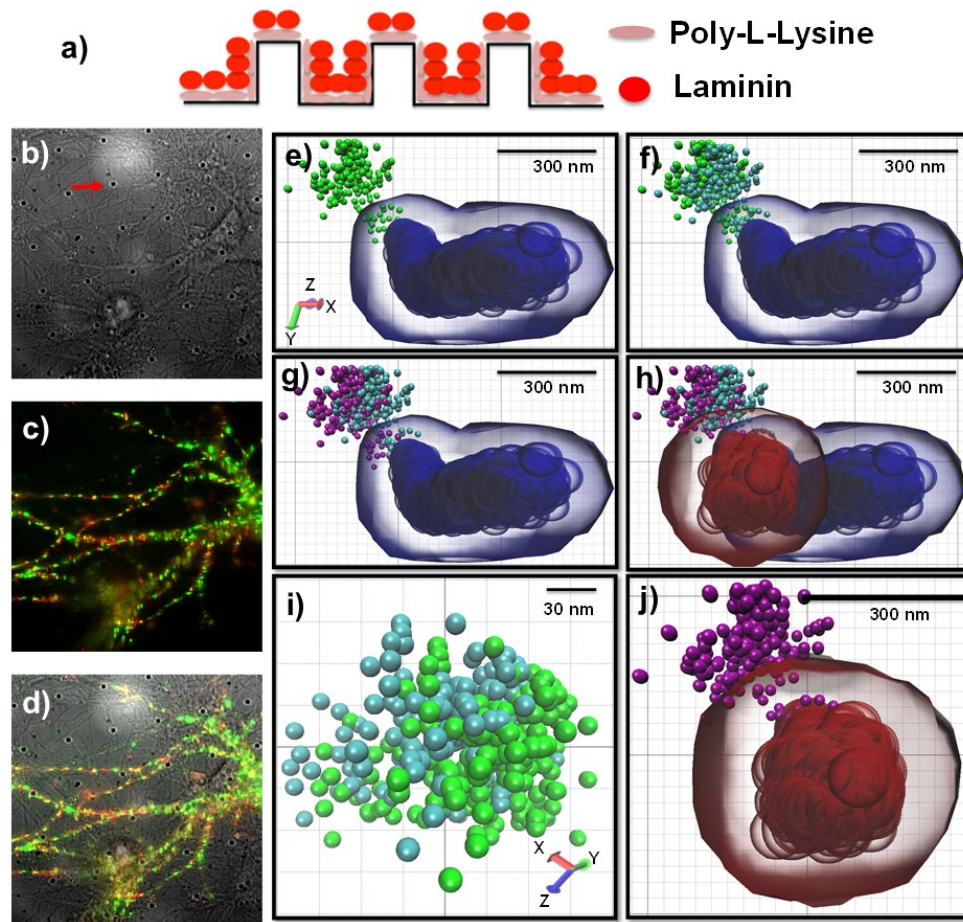 a)
Poly-L-Lysine
Laminin
b)
e)
300 nm
Z
X
Y
f)
300 nm
c)
g)
300 nm
h)
300 nm
d)
i)
30 nm
X
Y
Z
j)
300 nm